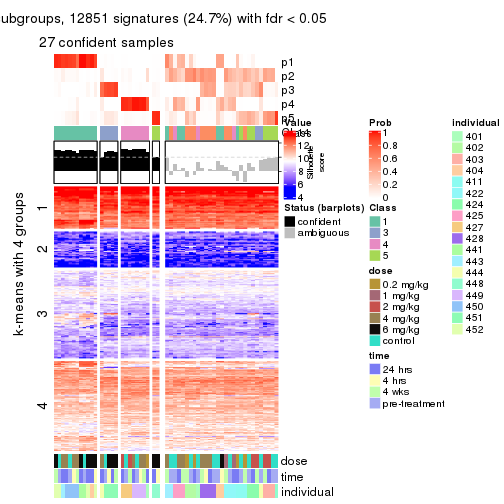 ubgroups, 12851 signatures (24.7%) with fdr < 0.05
27 confident samples
p1
p2
p3
p4
p5
Class
Silhouette
score
k-means with 4 groups
1
2
3
4
dose
time
individual
Value
14
12
10
8
6
4
Status (barplots)
confident
ambiguous
dose
0.2 mg/kg
1 mg/kg
2 mg/kg
4 mg/kg
6 mg/kg
control
time
24 hrs
4 hrs
4 wks
pre-treatment
Prob
1
0.8
0.6
0.4
0.2
0
Class
1
3
4
5
individual
401
402
403
404
411
422
424
425
427
428
441
443
444
448
449
450
451
452